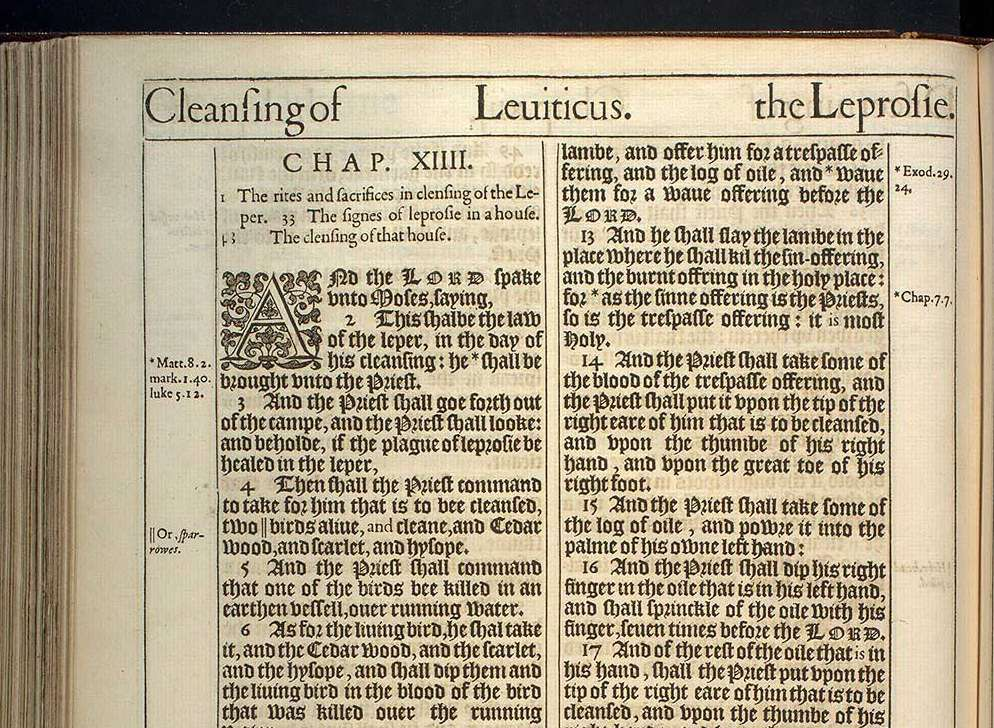 Cleanſing of Leuiticus. the Leproſie.
CHAP. XIIII.
1 The rites and ſacrifices in clenſing of the Le-
per. 33 The ſignes of leproſie in a houſe.
The clenſing of that houſe.
ANd the LORD ſpake
vnto Moſes, ſaying,
2 This ſhalbe the law
of the leper, in the day of
his cleanſing: he * ſhall be
brought vnto the Prieſt.
3 And the Prieſt ſhall goe forth out
of the campe, and the Prieſt ſhall looke:
and beholde, if the plague of leproſie be
healed in the leper,
4 Then ſhall the Prieſt command
to take for him that is to bee cleanſed,
two || birds aliue, and cleane, and Cedar
wood, and ſcarlet, and hyſope.
5 And the Prieſt ſhall command
that one of the birds bee killed in an
earthen veſſell, ouer running water.
6 As for the liuing bird, he ſhal take
it, and the Cedar wood, and the ſcarlet,
and the hyſope, and ſhall dip them and
the liuing bird in the blood of the bird
that was killed ouer the running
* Matt.8.2.
mark.1.40.
luke 5.12.
|| Or, ſpar-
rowes.
lambe, and offer him for a treſpaſſe of-
fering, and the log of oile, and * waue
them for a waue offering before the
LORD.
13 And he ſhall ſlay the lambe in the
place where he ſhall kil the ſin-offering,
and the burnt offring in the holy place:
for * as the ſinne offering is the Prieſts,
ſo is the treſpaſſe offering: it is moſt
Holy.
14 And the Prieſt ſhall take ſome of
the blood of the treſpaſſe offering, and
the Prieſt ſhall put it vpon the tip of the
right eare of him that is to be cleanſed,
and vpon the thumbe of his right
hand, and vpon the great toe of his
right foot.
15 And the Prieſt ſhall take ſome of
the log of oile, and powre it into the
palme of his owne left hand:
16 And the Prieſt ſhall dip his right
finger in the oile that is in his left hand,
and ſhall ſprinckle of the oile with his
finger, ſeuen times before the LORD.
17 And of the reſt of the oile that is in
his hand, ſhall the Prieſt put vpon the
tip of the right eare of him that is to be
cleanſed, and vpon the thumbe of his
* Exod.29.
24.
* Chap.7.7.